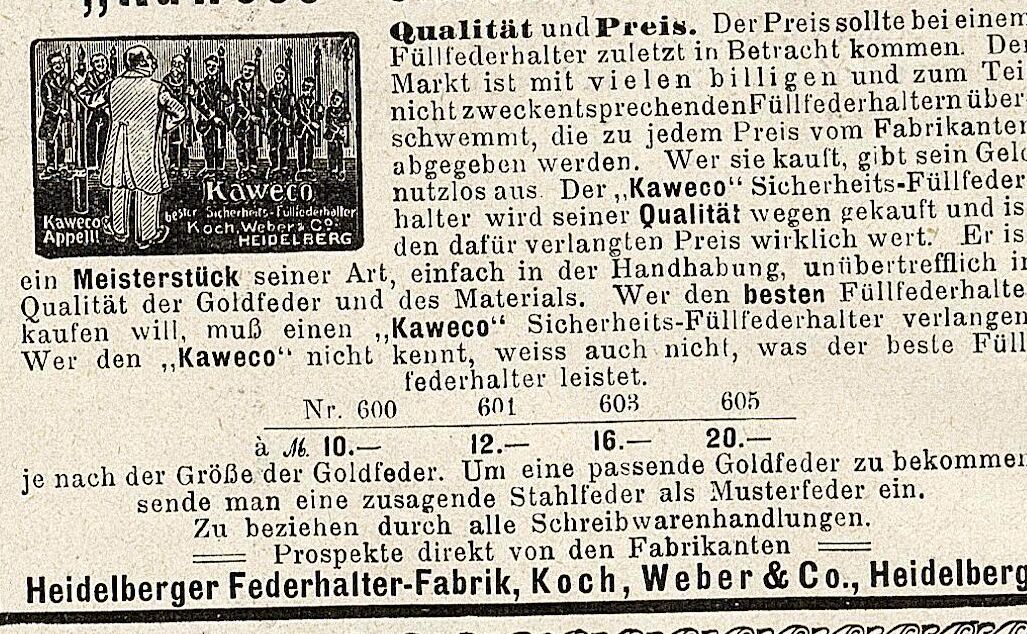 Qualität und Preis. Der Preis sollte bei einem
Füllfederhalter zuletzt in Betracht kommen. Der
Markt ist mit vielen billigen und zum Teil
nicht zweckentsprechenden Füllfederhaltern über-
schwemmt, die zu jedem Preis vom Fabrikanten
abgegeben werden. Wer sie kauft, gibt sein Geld
nutzlos aus. Der „Kaweco“ Sicherheits-Füllfeder-
halter wird seiner Qualität wegen gekauft und ist
den dafür verlangten Preis wirklich wert. Er ist
Kaweco
Appell!
Kaweco
bester Sicherheits-Füllfederhalter
Koch, Weber & Co.
HEIDELBERG
ein Meisterstück seiner Art, einfach in der Handhabung, unübertrefflich in
Qualität der Goldfeder und des Materials. Wer den besten Füllfederhalter
kaufen will, muß einen „Kaweco“ Sicherheits-Füllfederhalter verlangen.
Wer den „Kaweco“ nicht kennt, weiss auch nicht, was der beste Füll-
federhalter leistet.
Nr. 600 601 603 605
à M. 10.— 12.— 16.— 20.—
je nach der Größe der Goldfeder. Um eine passende Goldfeder zu bekommen
sende man eine zusagende Stahlfeder als Musterfeder ein.
Zu beziehen durch alle Schreibwarenhandlungen.
Prospekte direkt von den Fabrikanten
Heidelberger Federhalter-Fabrik, Koch, Weber & Co., Heidelberg